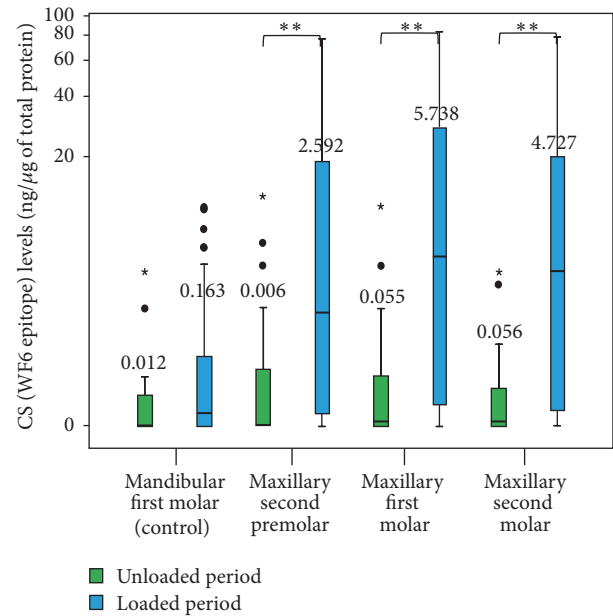 100
80
40
20
0
CS (WF6 epitope) levels (ng/μg of total protein)
** ** **
2.592
5.738
4.727
0.163
0.006
0.055
0.056
0.012
* * * *
Mandibular
first molar
(control)
Maxillary
second
premolar
Maxillary
first
molar
Maxillary
second
molar
Unloaded period
Loaded period